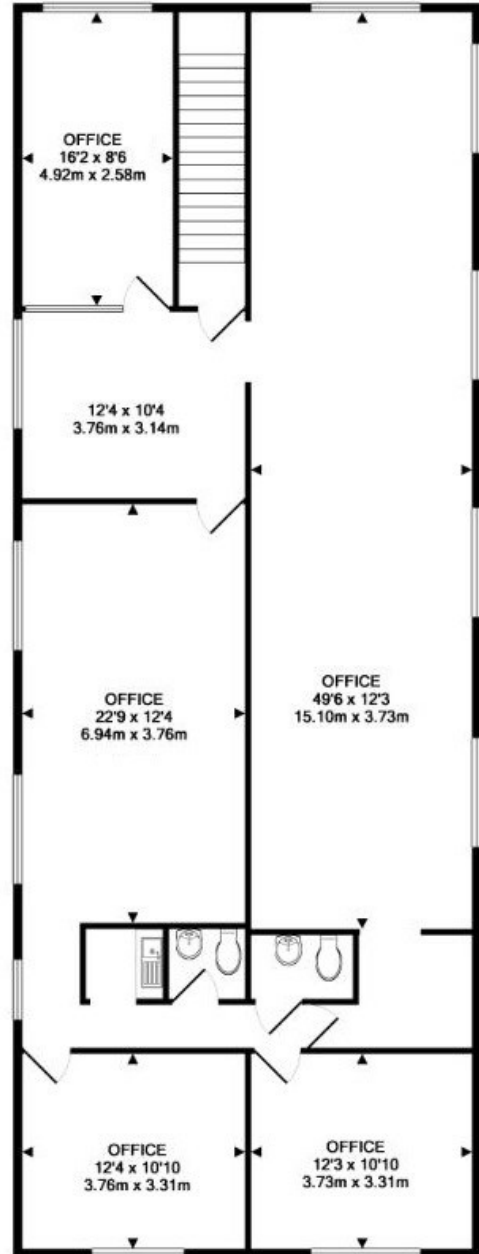 OFFICE
16'2 x 8'6
4.92m x 2.58m
12'4 x 10'4
3.76m x 3.14m
OFFICE
22'9 x 12'4
6.94m x 3.76m
OFFICE
49'6 x 12'3
15.10m x 3.73m
OFFICE
12'4 x 10'10
3.76m x 3.31m
OFFICE
12'3 x 10'10
3.73m x 3.31m